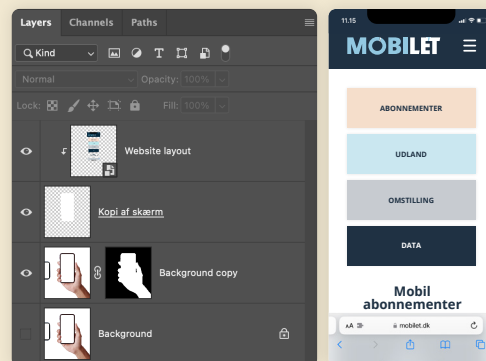 Layers Channels Paths
Kind
Normal Opacity: 100%
Lock: Fill: 100%
Website layout
Kopi af skærm
Background copy
Background
11.15
MOBILET
ABONNEMENTER
UDLAND
OMSTILLING
DATA
Mobil
abonnementer
AA mobilet.dk